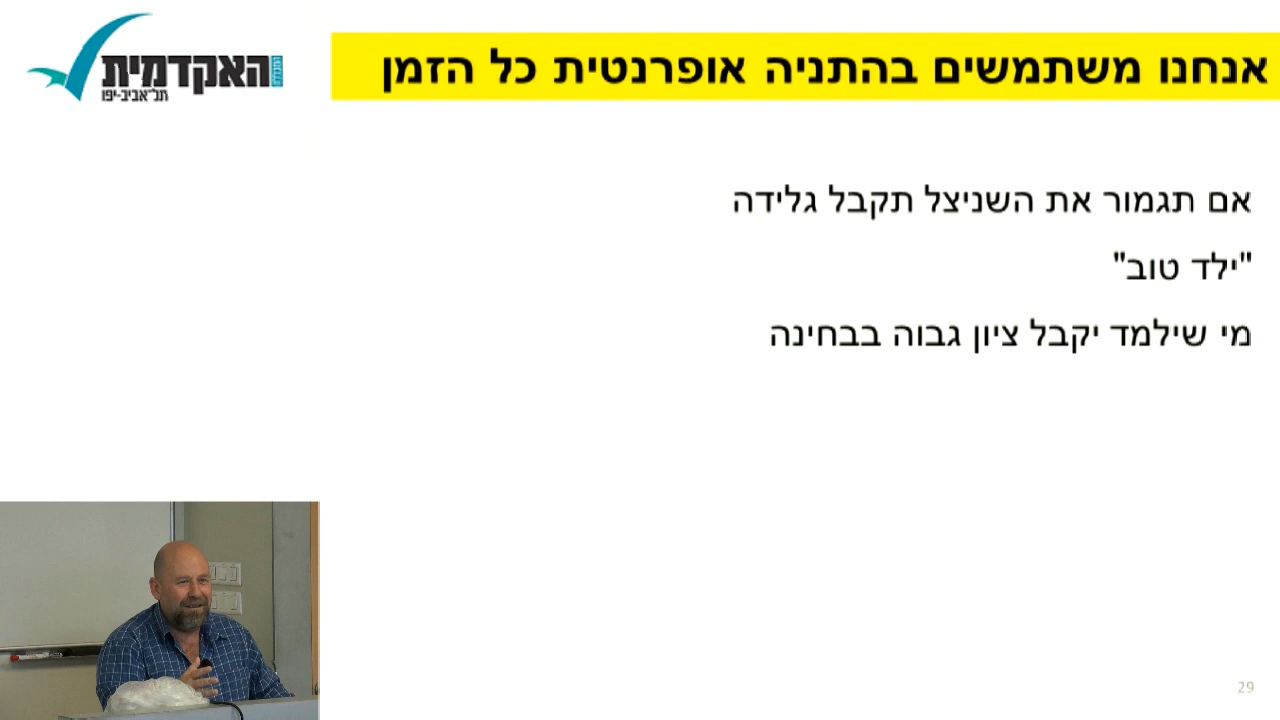 אנחנו משתמשים בהתניה אופרנטית כל הזמן
האקדמית
תל־אביב-יפו
אם תגמור את השניצל תקבל גלידה
"ילד טוב"
מי שילמד יקבל ציון גבוה בבחינה
29